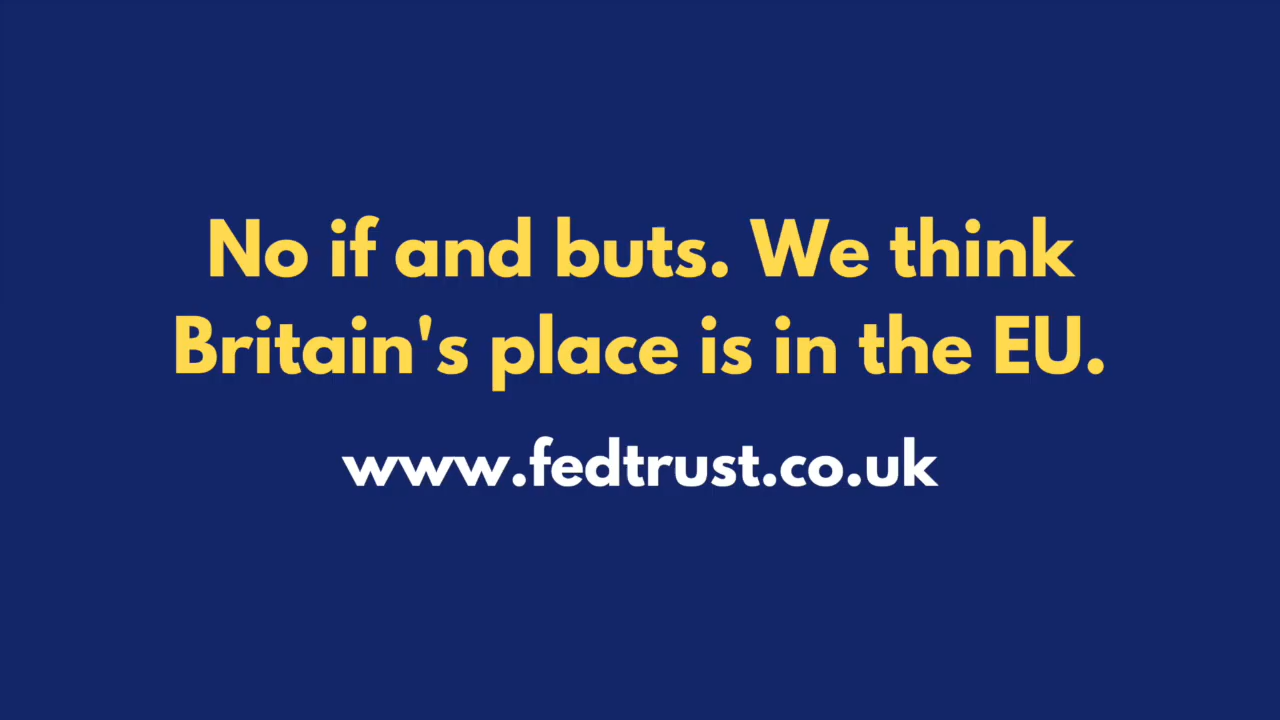 No if and buts. We think
Britain's place is in the EU.
www.fedtrust.co.uk